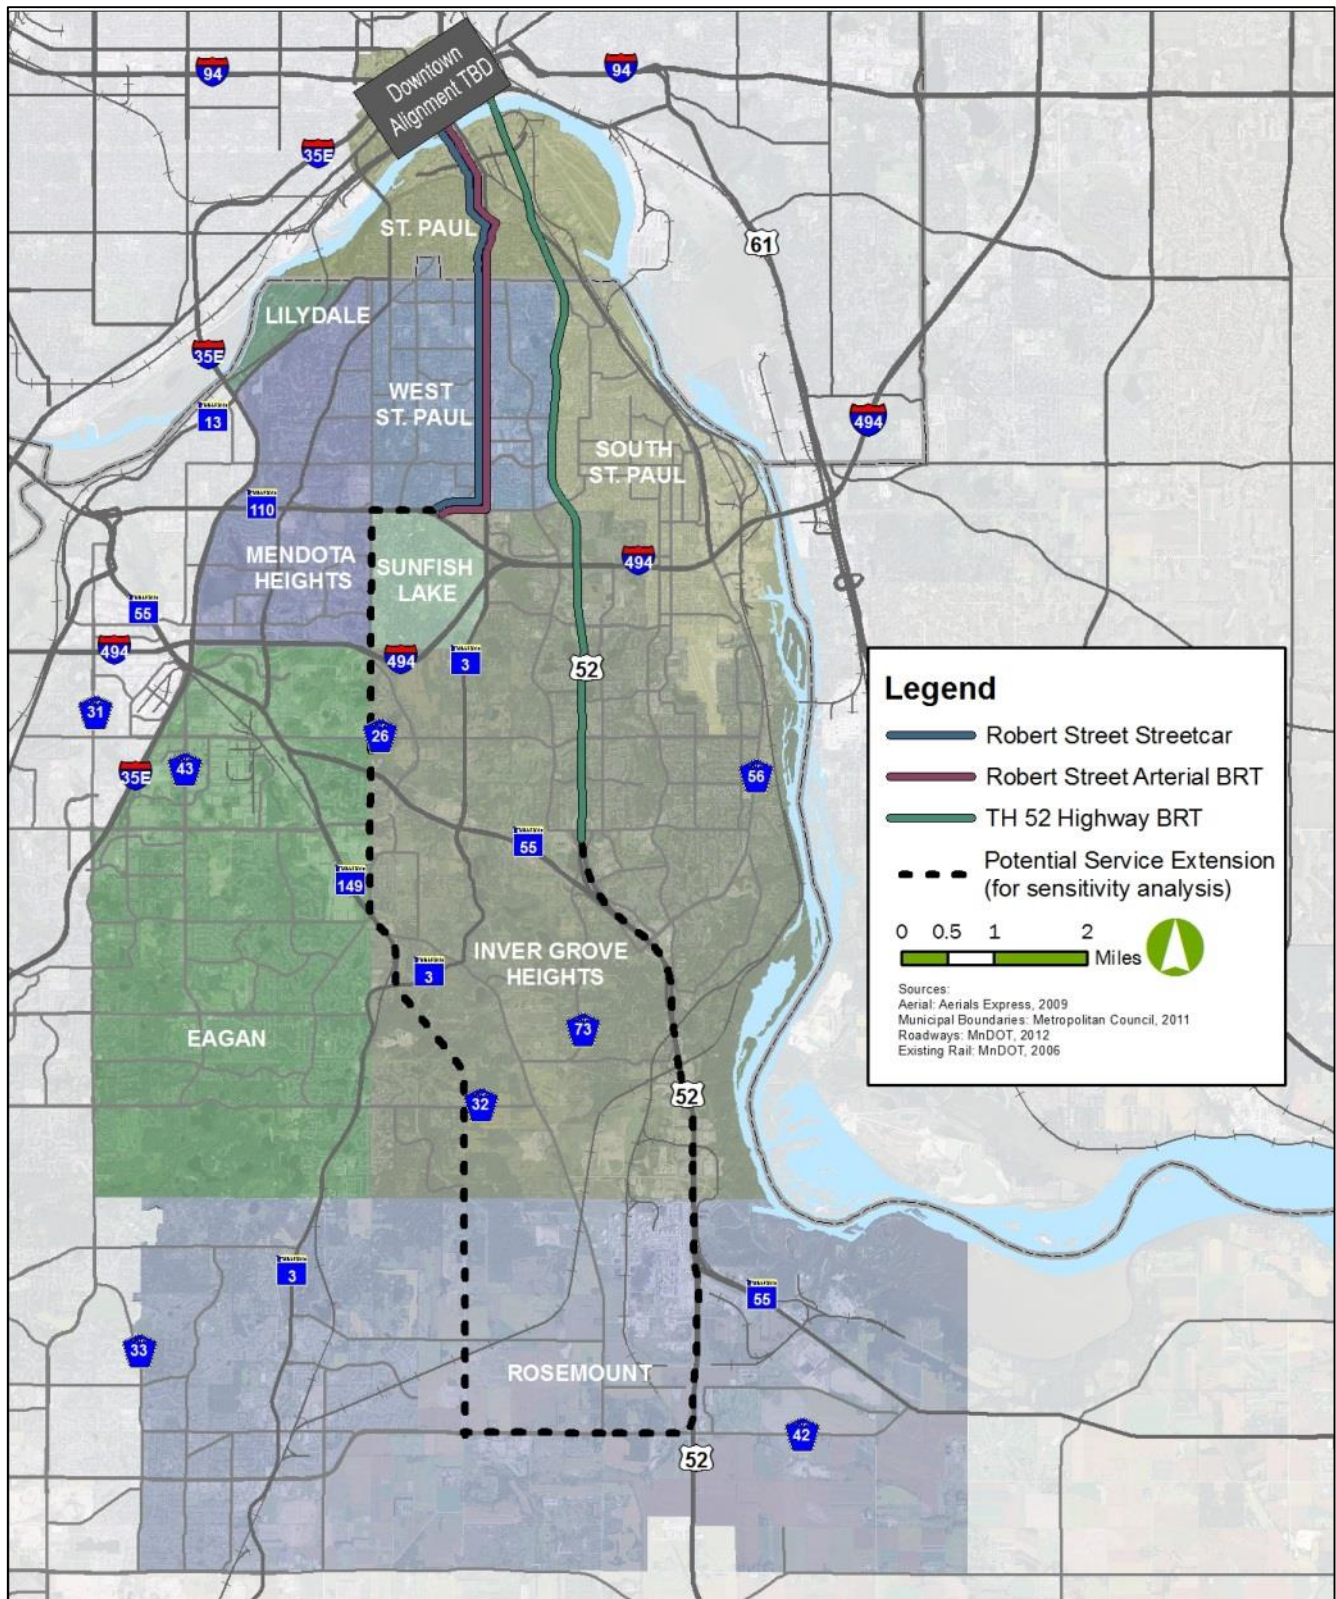 Downtown
Alignment TBD
94
94
35E
ST. PAUL
61
LILYDALE
35E
WEST
ST. PAUL
13
494
SOUTH
ST. PAUL
110
MENDOTA
HEIGHTS
SUNFISH
LAKE
494
55
494
494
3
52
31
26
43
35E
56
55
149
INVER GROVE
HEIGHTS
3
73
EAGAN
32
52
3
55
33
ROSEMOUNT
42
52
Legend
Robert Street Streetcar
Robert Street Arterial BRT
TH 52 Highway BRT
Potential Service Extension
(for sensitivity analysis)
0 0.5 1 2
Miles
Sources:
Aerial: Aerials Express, 2009
Municipal Boundaries: Metropolitan Council, 2011
Roadways: MnDOT, 2012
Existing Rail: MnDOT, 2006